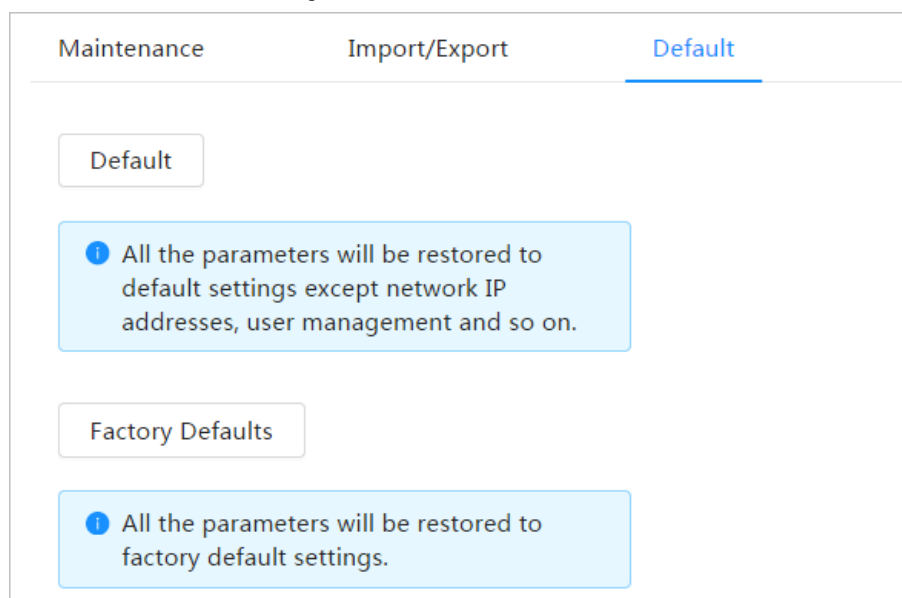 Maintenance Import/Export Default
Default
All the parameters will be restored to
default settings except network IP
addresses, user management and so on.
Factory Defaults
All the parameters will be restored to
factory default settings.